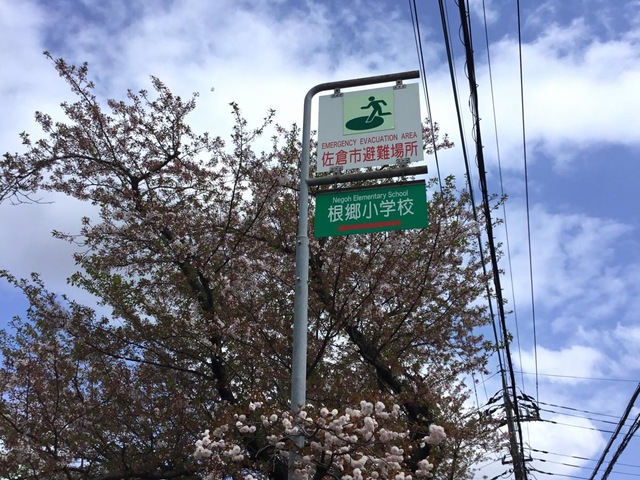 EMERGENCY EVACUATION AREA
佐倉市避難場所
Negoh Elementary School
根郷小学校